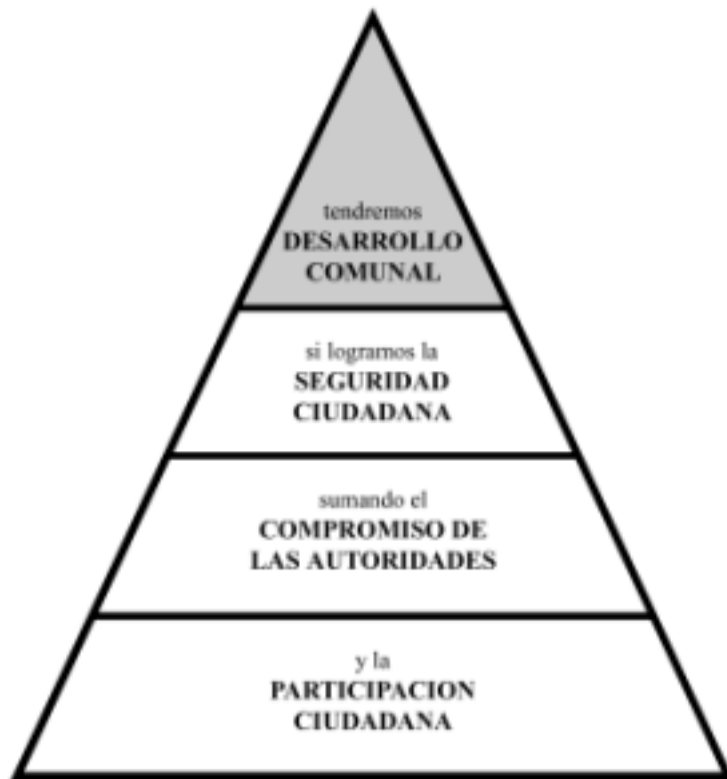 tendremos
DESARROLLO
COMUNAL
si logramos la
SEGURIDAD
CIUDADANA
sumando el
COMPROMISO DE
LAS AUTORIDADES
y la
PARTICIPACION
CIUDADANA